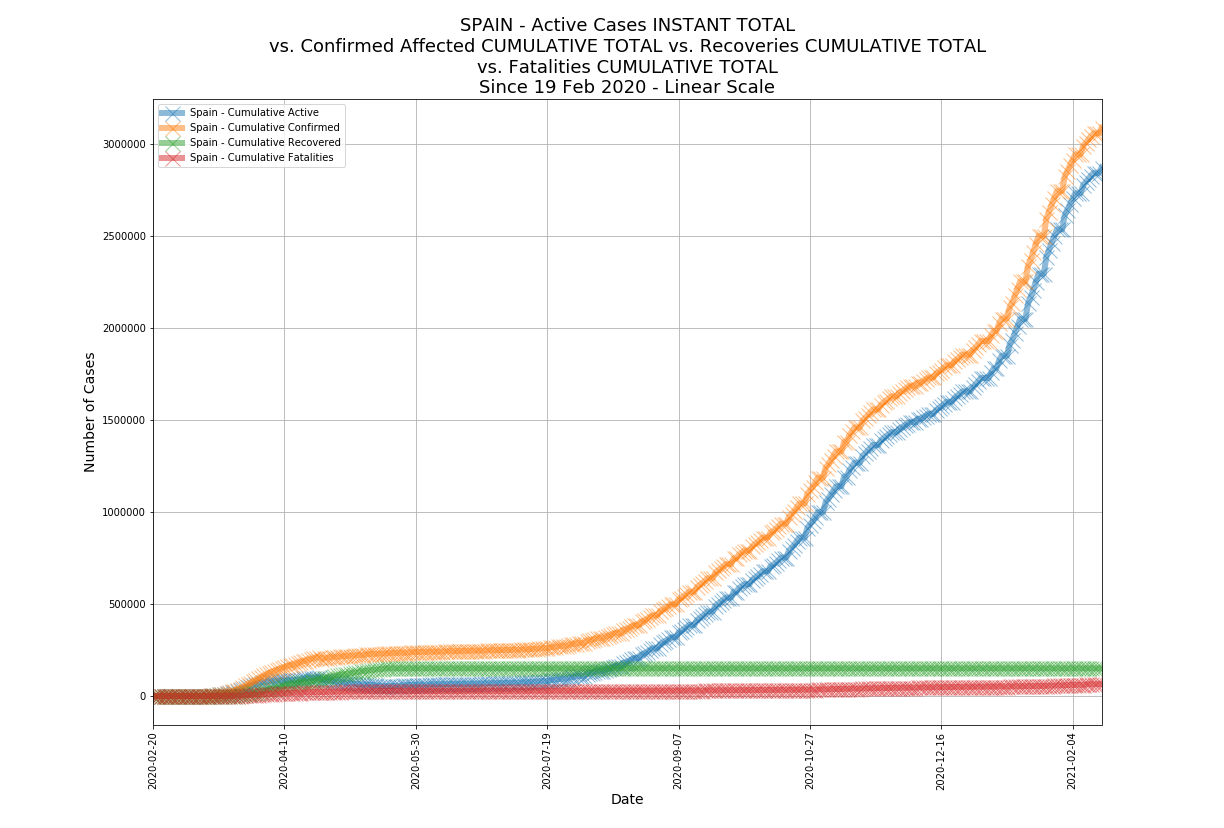 SPAIN - Active Cases INSTANT TOTAL
vs. Confirmed Affected CUMULATIVE TOTAL vs. Recoveries CUMULATIVE TOTAL
vs. Fatalities CUMULATIVE TOTAL
Since 19 Feb 2020 - Linear Scale
Spain - Cumulative Active
Spain - Cumulative Confirmed
Spain - Cumulative Recovered
Spain - Cumulative Fatalities
3000000
2500000
2000000
1500000
1000000
500000
0
Number of Cases
2020-02-20
2020-04-10
2020-05-30
2020-07-19
2020-09-07
2020-10-27
2020-12-16
2021-02-04
Date